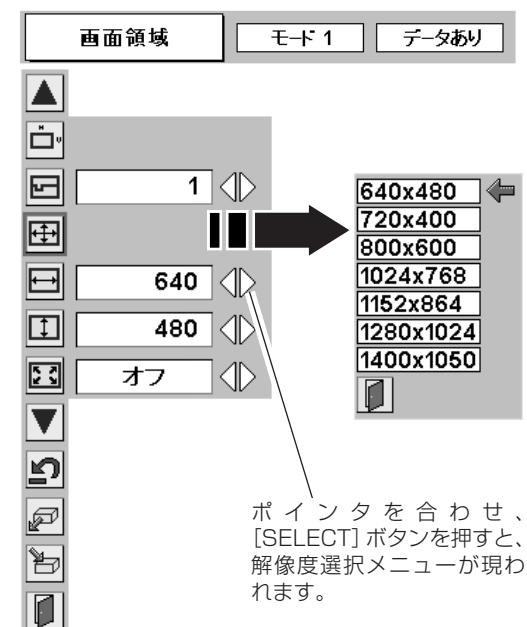 画面領域 モード 1 データあり
H
V
1
640
480
オフ
640x480
720x400
800x600
1024x768
1152x864
1280x1024
1400x1050
ポインタを合わせ、
[SELECT] ボタンを押すと、
解像度選択メニューが現わ
れます。